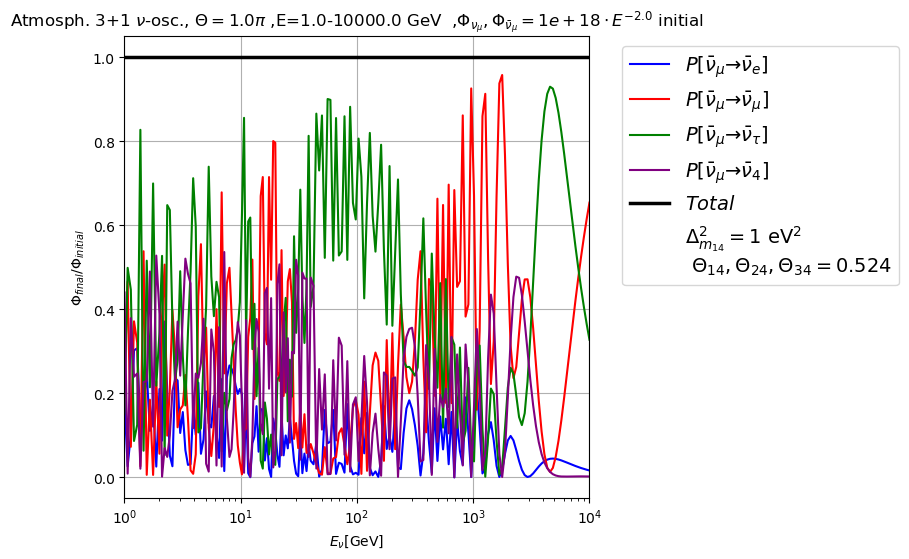 Atmosph. 3+1 ν-osc., Θ = 1.0π ,E=1.0-10000.0 GeV ,Φ_{ν_μ}, Φ_{ν̄_μ} = 1e + 18 · E^{−2.0} initial
Φ_{final}/Φ_{initial}
1.0
0.8
0.6
0.4
0.2
0.0
10^0
10^1
10^2
10^3
10^4
E_ν[GeV]
P[ν̄_μ→ν̄_e]
P[ν̄_μ→ν̄_μ]
P[ν̄_μ→ν̄_τ]
P[ν̄_μ→ν̄_4]
Total
Δ^2_{m_{14}} = 1 eV^2
Θ_{14}, Θ_{24}, Θ_{34} = 0.524